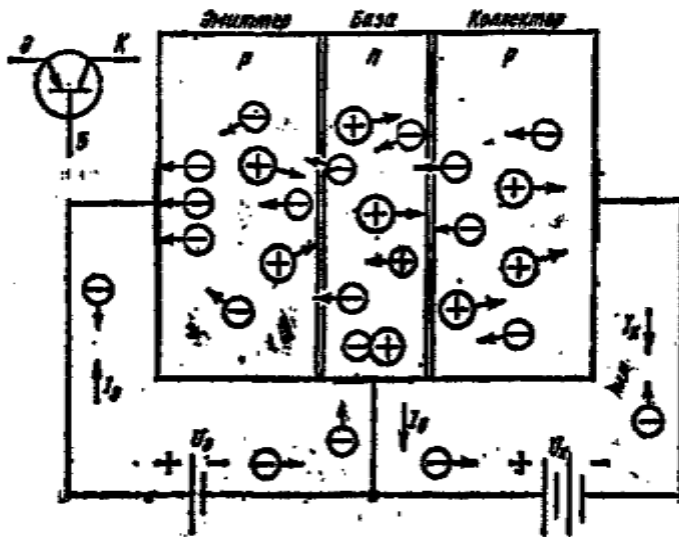 Эмиттер База Коллектор
Э К
p n p
Б
Iк
Iэ Iб
+ Uэ - + Uк -